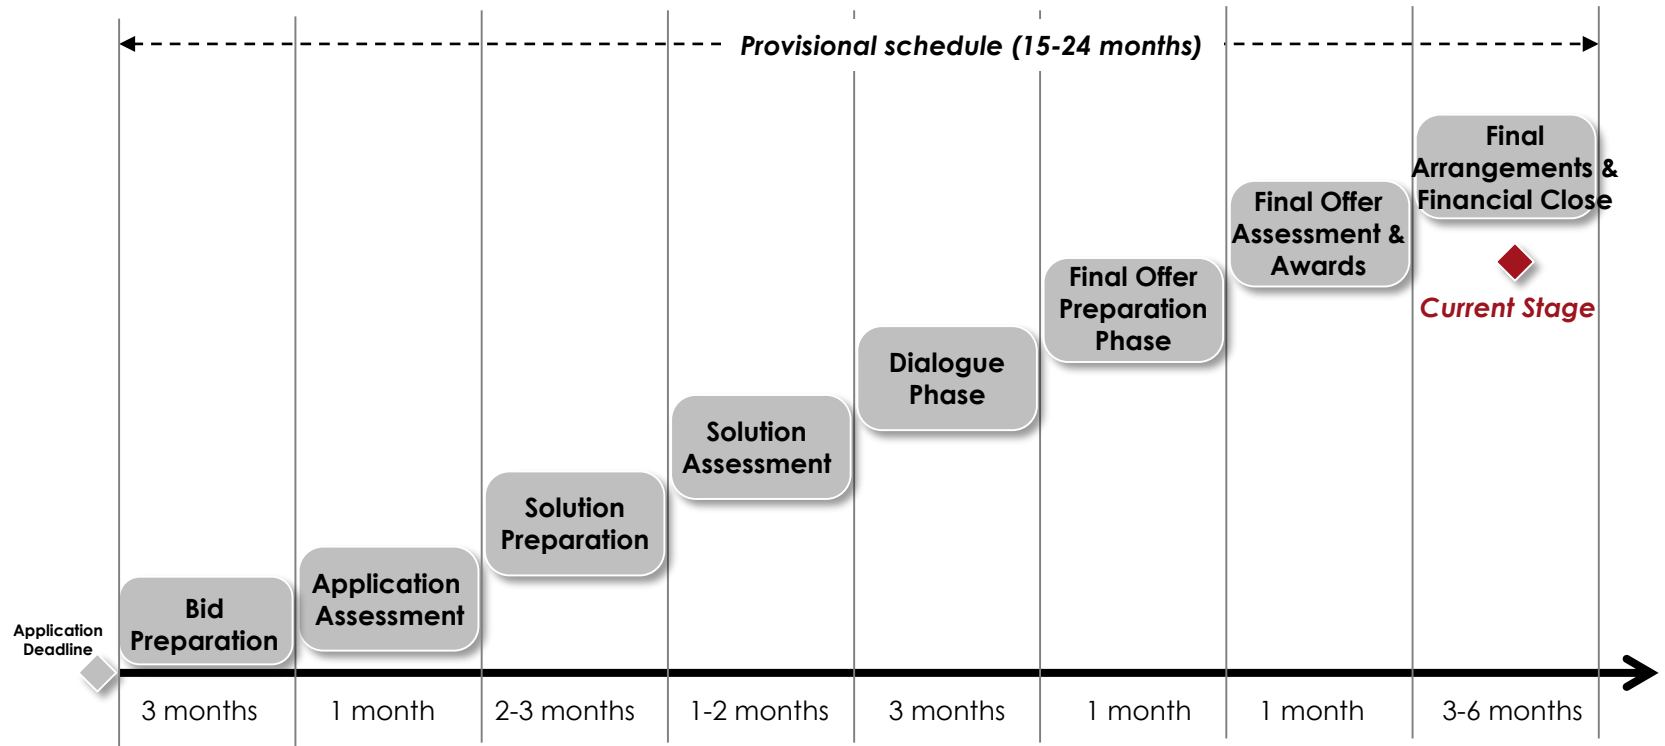 Provisional schedule (15-24 months)
Final
Arrangements &
Financial Close
Current Stage
Final Offer
Assessment &
Awards
Final Offer
Preparation
Phase
Dialogue
Phase
Solution
Assessment
Solution
Preparation
Application
Assessment
Bid
Preparation
Application
Deadline
3 months
1 month
2-3 months
1-2 months
3 months
1 month
1 month
3-6 months